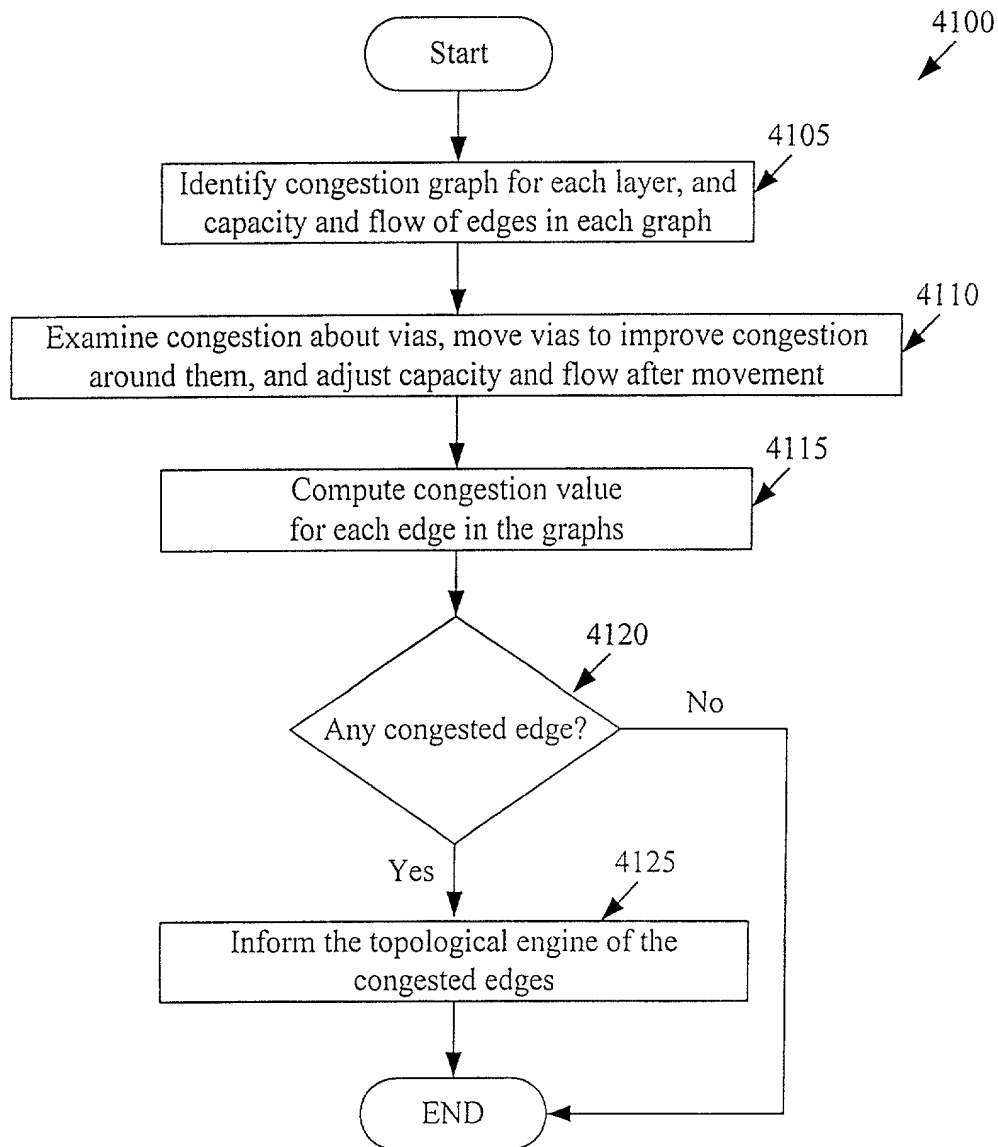 4100
Start
4105
Identify congestion graph for each layer, and
capacity and flow of edges in each graph
4110
Examine congestion about vias, move vias to improve congestion
around them, and adjust capacity and flow after movement
4115
Compute congestion value
for each edge in the graphs
4120
Any congested edge?
No
Yes
4125
Inform the topological engine of the
congested edges
END